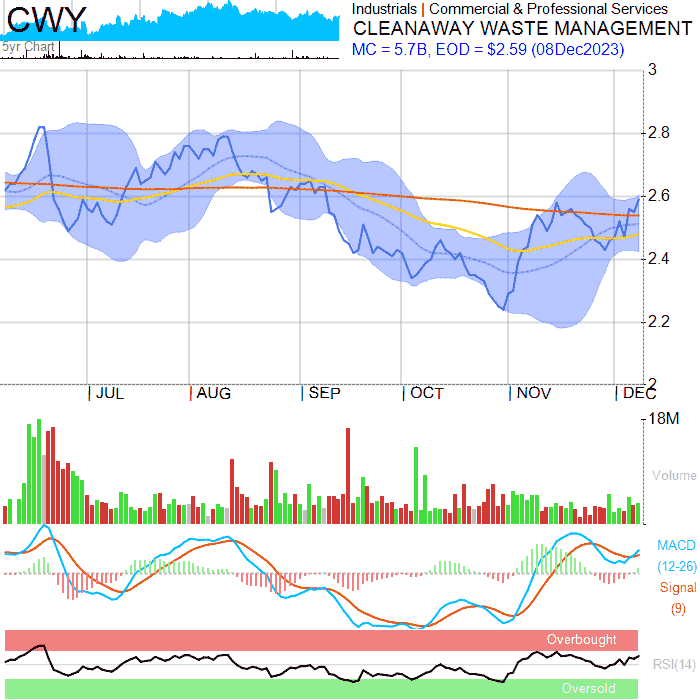 CWY
5yr Chart
Industrials | Commercial & Professional Services
CLEANAWAY WASTE MANAGEMENT
MC = 5.7B, EOD = $2.59 (08Dec2023)
3
2.8
2.6
2.4
2.2
2
| JUL | AUG | SEP | OCT | NOV | DEC
18M
Volume
MACD
(12-26)
Signal
(9)
Overbought
RSI(14)
Oversold